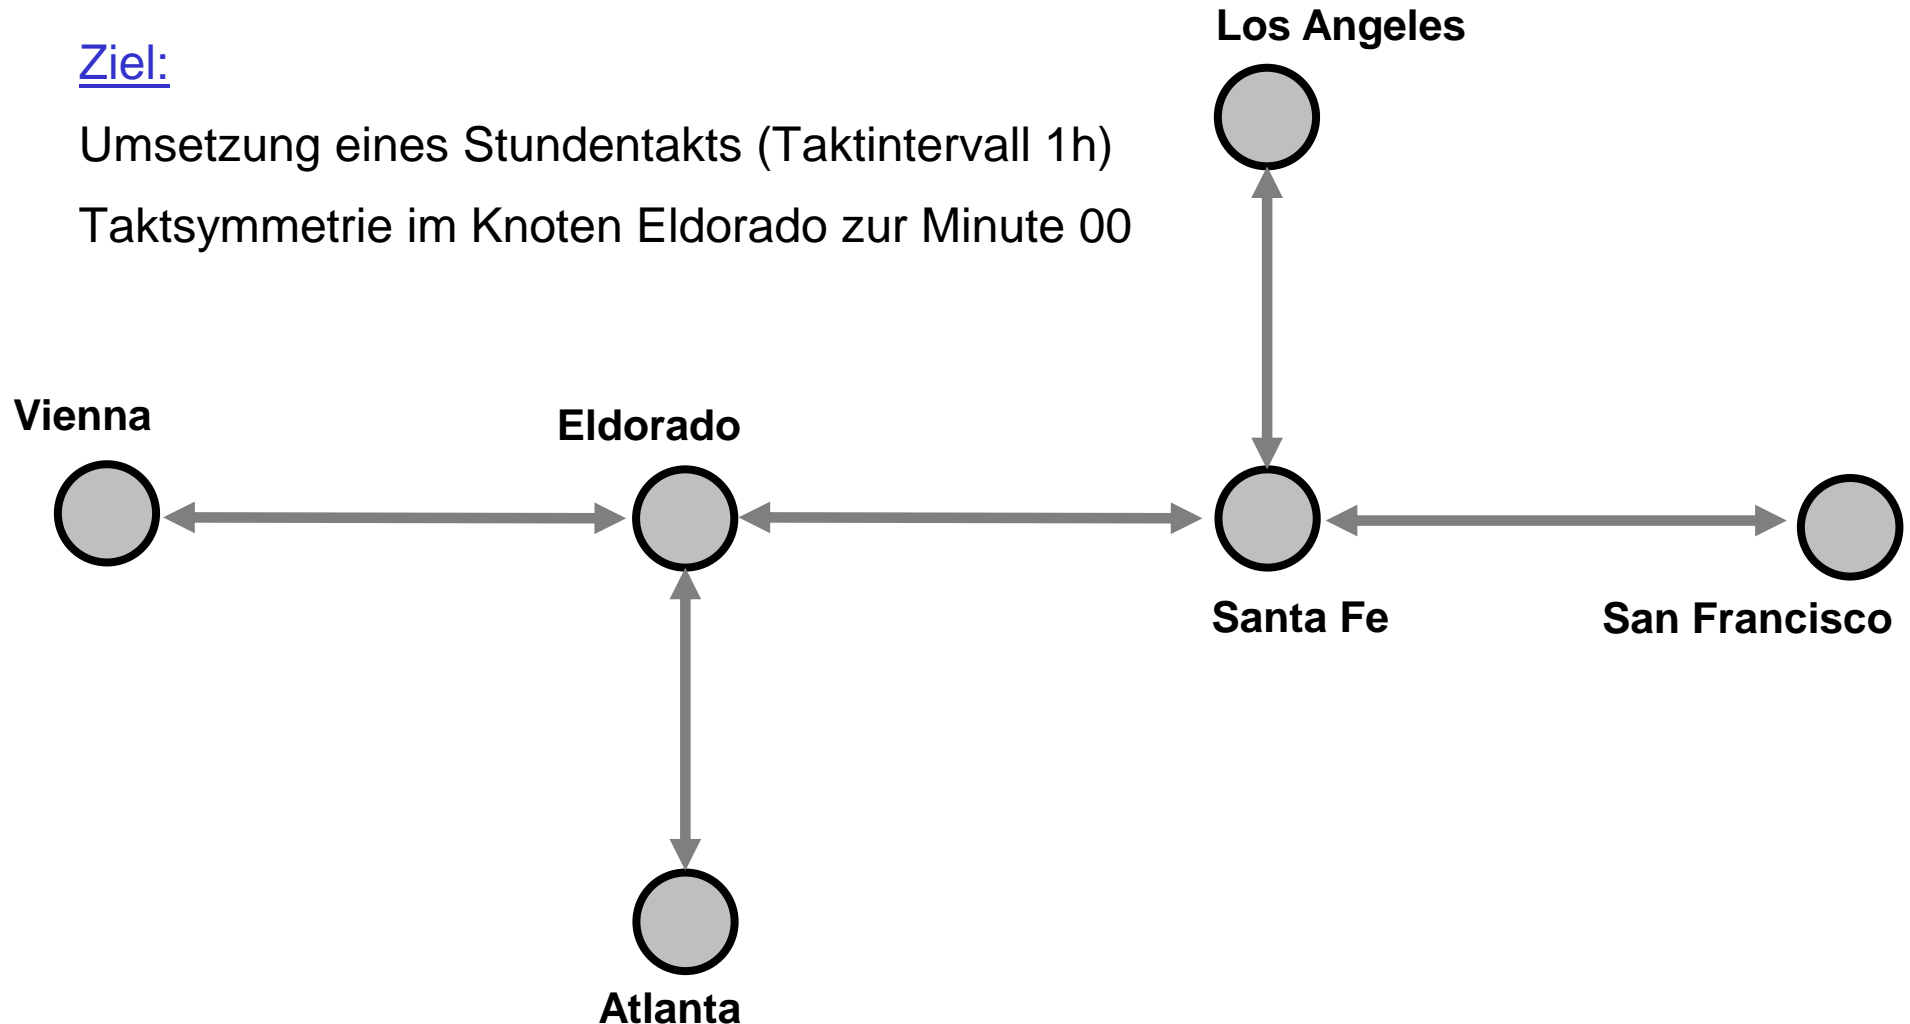 Ziel:
Umsetzung eines Stundentakts (Taktintervall 1h)
Taktsymmetrie im Knoten Eldorado zur Minute 00
Los Angeles
Vienna
Eldorado
Santa Fe
San Francisco
Atlanta